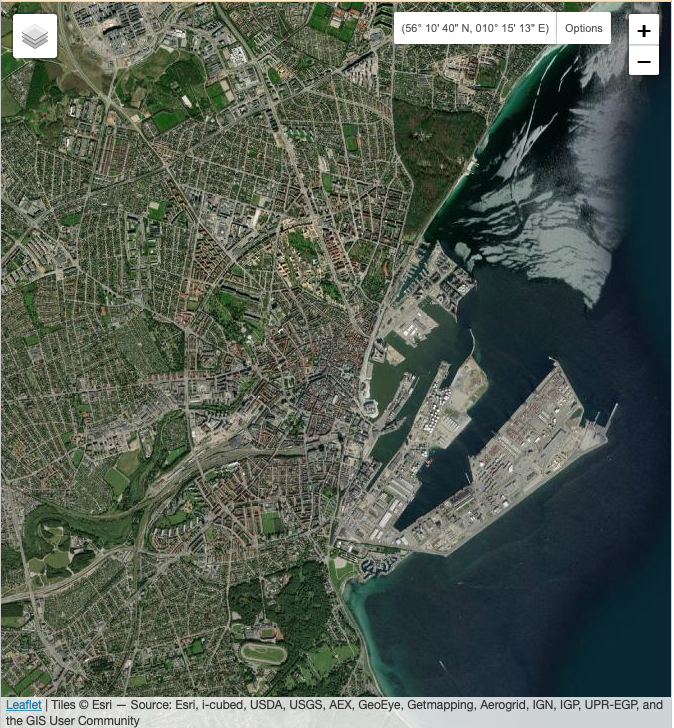 (56° 10' 40" N, 010° 15' 13" E) Options
+
−
Leaflet | Tiles © Esri — Source: Esri, i-cubed, USDA, USGS, AEX, GeoEye, Getmapping, Aerogrid, IGN, IGP, UPR-EGP, and
the GIS User Community